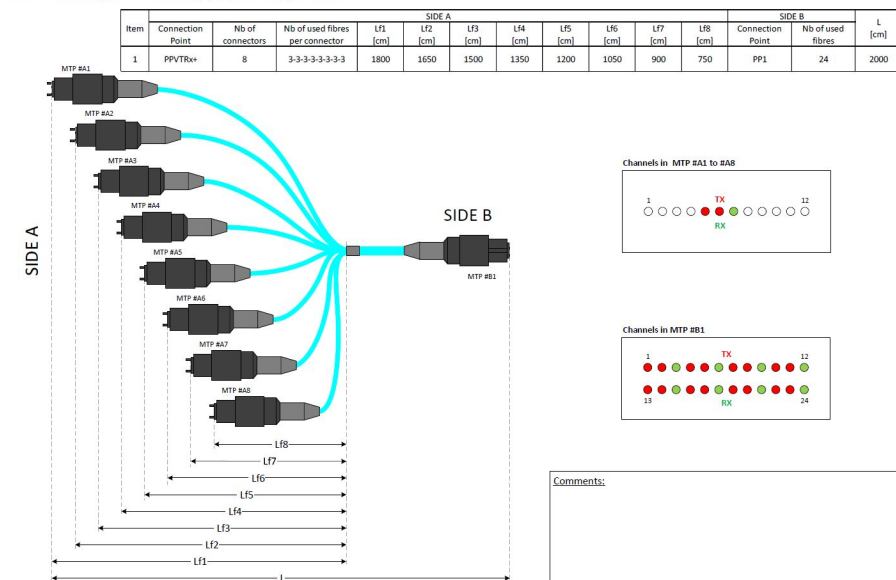 SIDE A SIDE B
Item Connection Point Nb of connectors Nb of used fibres per connector Lf1 [cm] Lf2 [cm] Lf3 [cm] Lf4 [cm] Lf5 [cm] Lf6 [cm] Lf7 [cm] Lf8 [cm] Connection Point Nb of used fibres L [cm]
1 PPVTRx+ 8 3-3-3-3-3-3-3-3 1800 1650 1500 1350 1200 1050 900 750 PP1 24 2000
MTP #A1
MTP #A2
MTP #A3
MTP #A4
MTP #A5
MTP #A6
MTP #A7
MTP #A8
SIDE A
SIDE B
MTP #B1
Lf8
Lf7
Lf6
Lf5
Lf4
Lf3
Lf2
Lf1
L
Channels in MTP #A1 to #A8
1 TX 12
RX
Channels in MTP #B1
1 TX 12
13 RX 24
Comments: